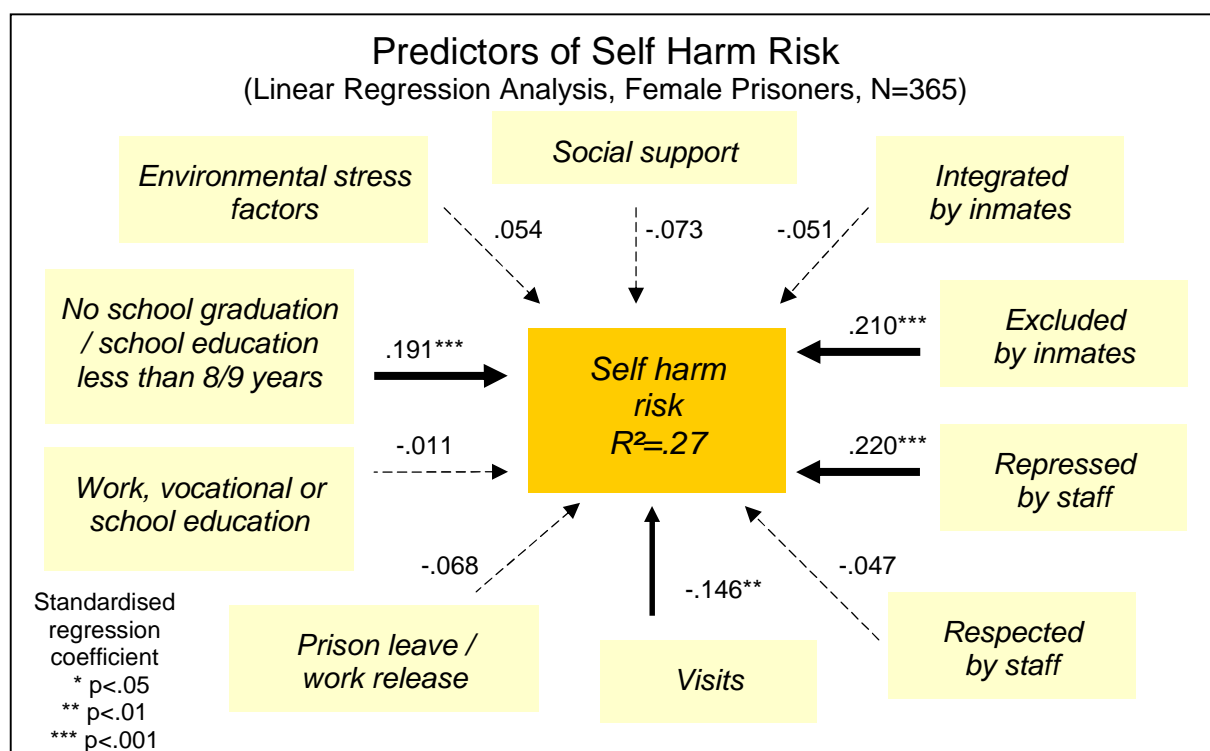 Predictors of Self Harm Risk
(Linear Regression Analysis, Female Prisoners, N=365)
Social support
Environmental stress
factors
Integrated
by inmates
.054
-.073
-.051
No school graduation
/ school education
less than 8/9 years
.191***
Self harm
risk
R²=.27
.210***
Excluded
by inmates
-.011
.220***
Work, vocational or
school education
Repressed
by staff
-.068
-.146**
-.047
Standardised
regression
coefficient
* p<.05
** p<.01
*** p<.001
Prison leave /
work release
Visits
Respected
by staff